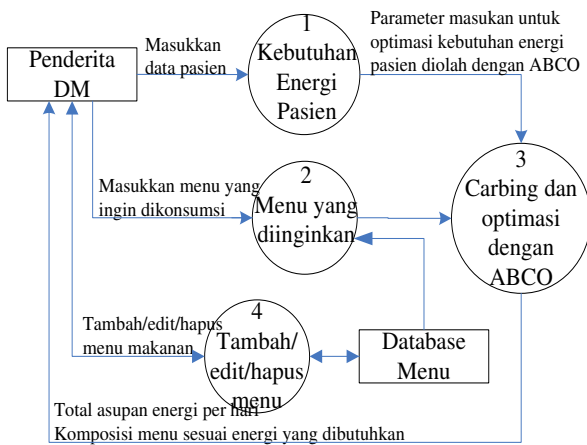 Penderita
DM
Masukkan
data pasien
1
Kebutuhan
Energi
Pasien
Parameter masukan untuk
optimasi kebutuhan energi
pasien diolah dengan ABCO
Masukkan menu yang
ingin dikonsumsi
2
Menu yang
diinginkan
3
Carbing dan
optimasi
dengan
ABCO
Tambah/edit/hapus
menu makanan
4
Tambah/
edit/hapus
menu
Database
Menu
Total asupan energi per hari
Komposisi menu sesuai energi yang dibutuhkan